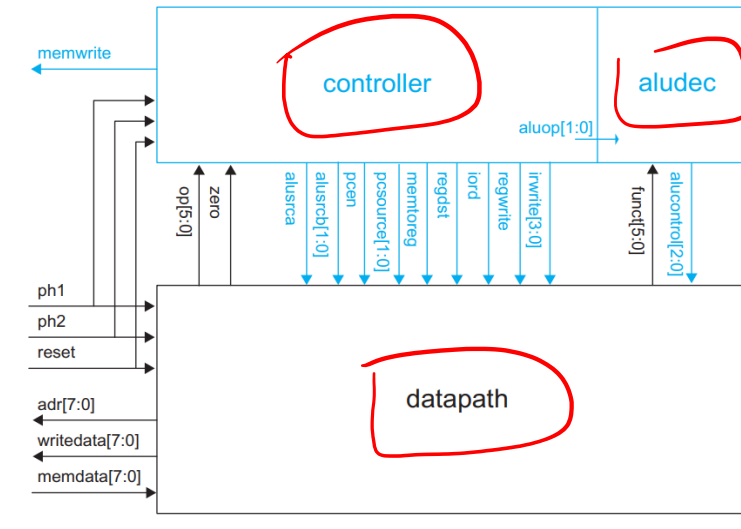 memwrite
controller
aludec
aluop[1:0]
op[5:0]
zero
alusrca
alusrcb[1:0]
pcen
pcsource[1:0]
memtoreg
regdst
iord
regwrite
irwrite[3:0]
funct[5:0]
alucontrol[2:0]
ph1
ph2
reset
adr[7:0]
writedata[7:0]
memdata[7:0]
datapath